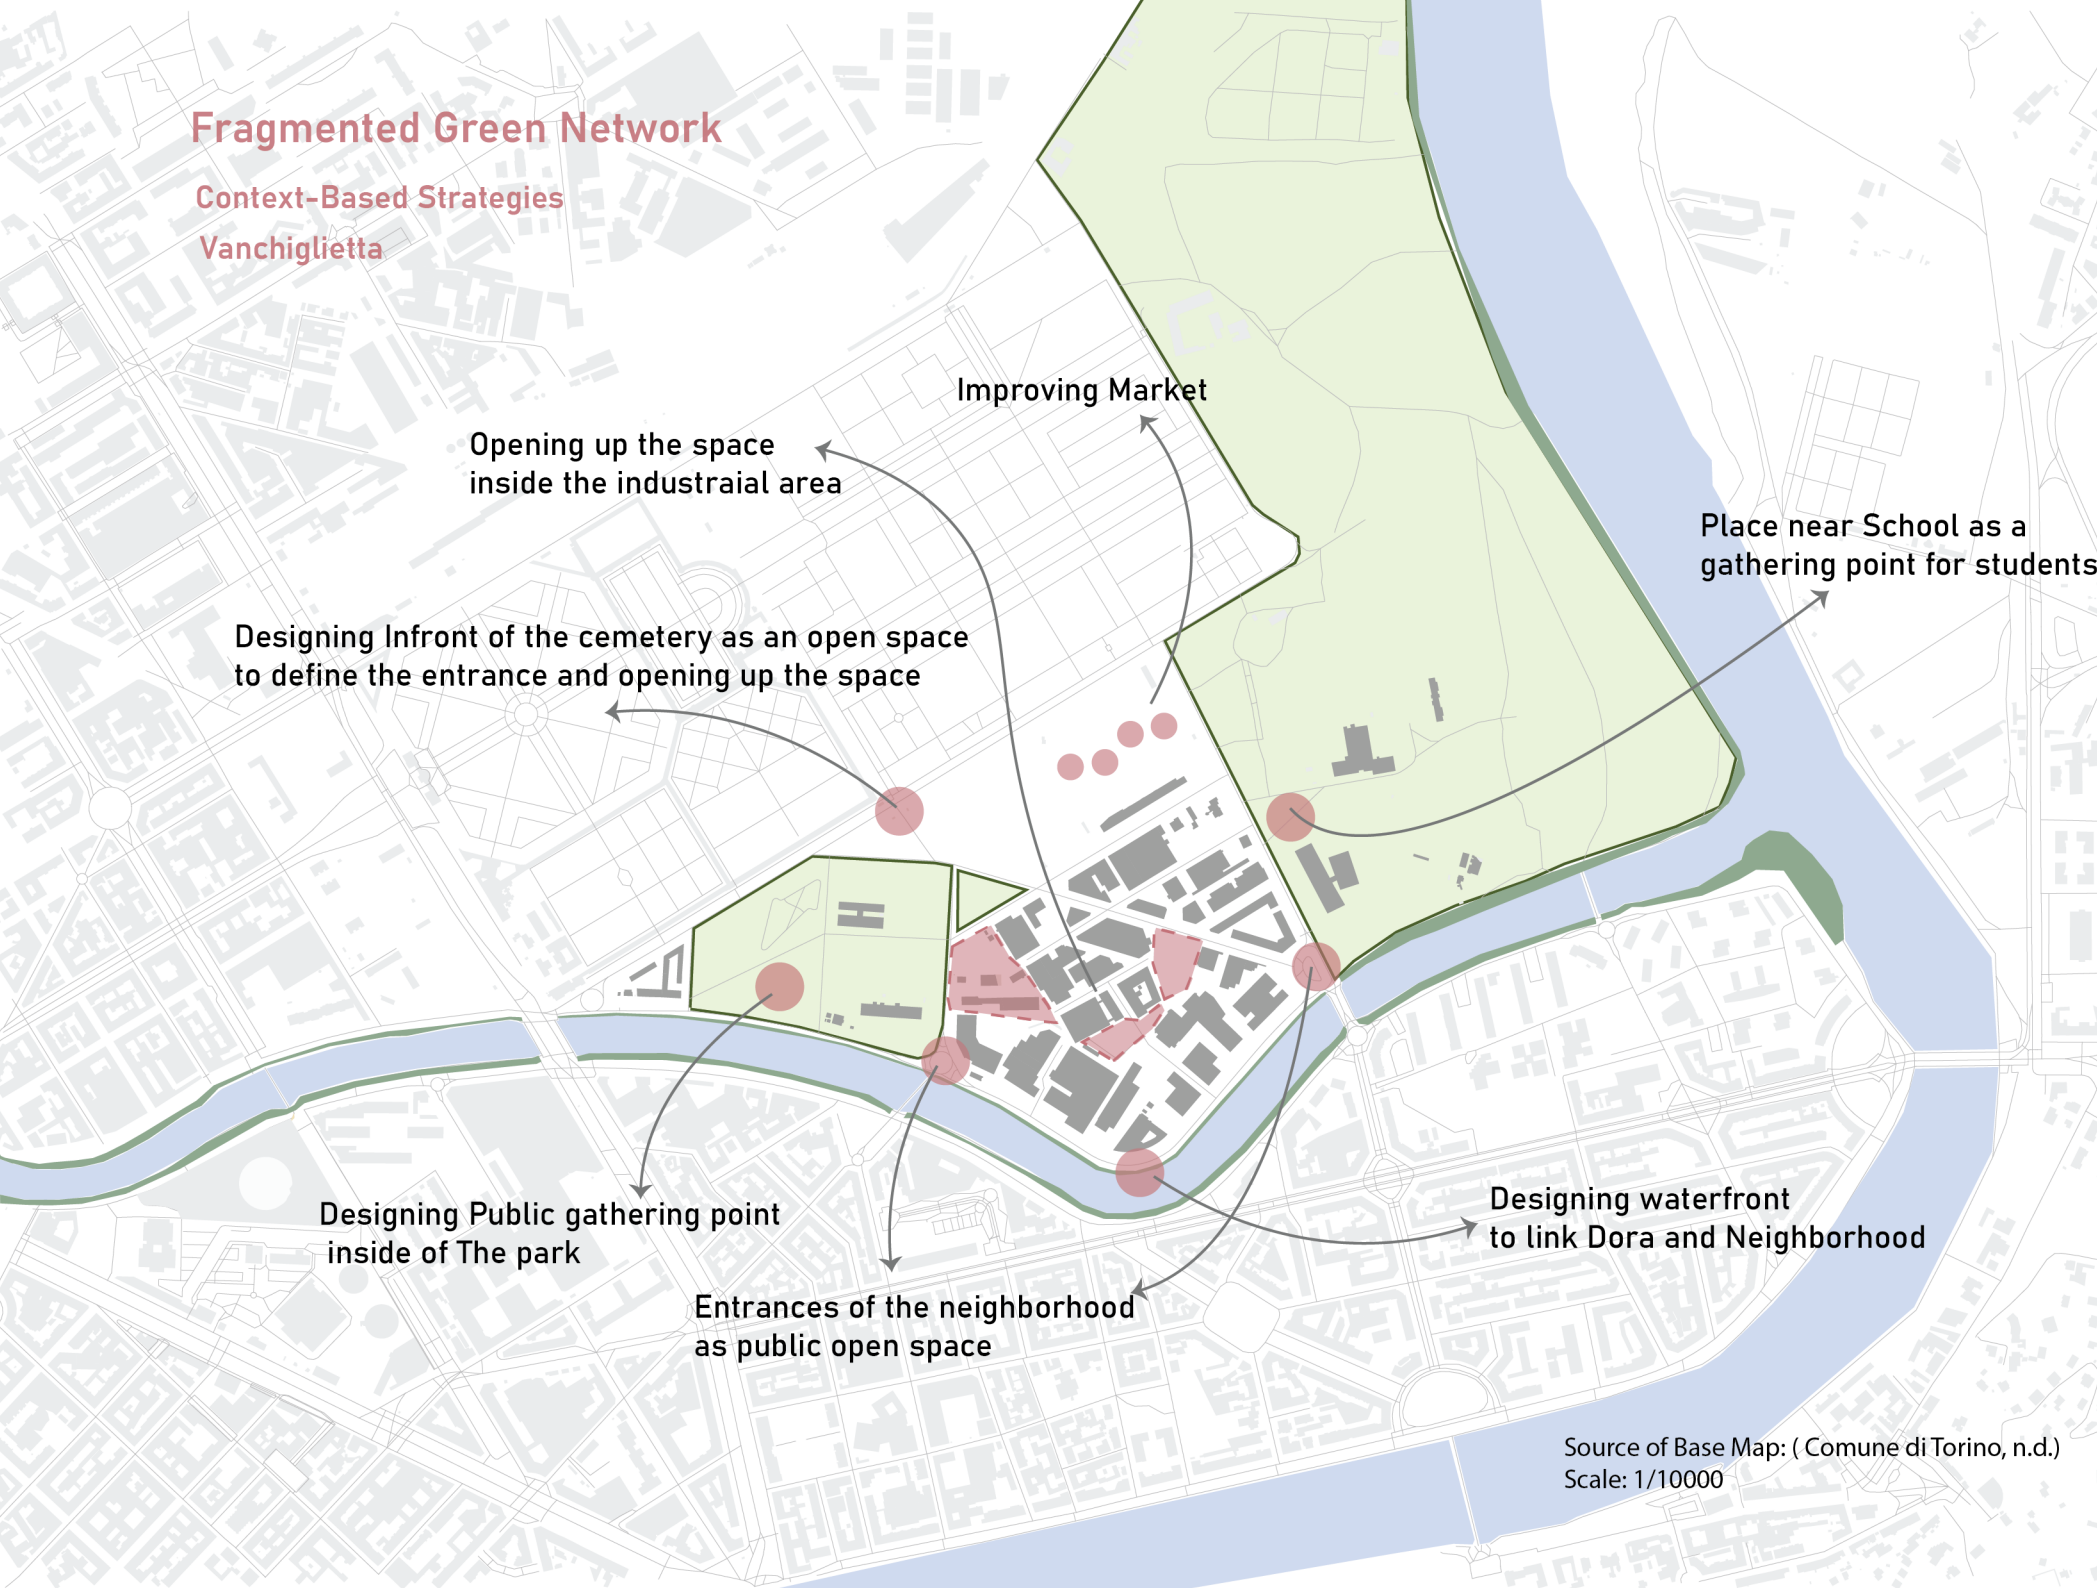 Fragmented Green Network
Context-Based Strategies
Vanchiglietta
Improving Market
Opening up the space
inside the industraial area
Place near School as a
gathering point for students
Designing Infront of the cemetery as an open space
to define the entrance and opening up the space
Designing Public gathering point
inside of The park
Designing waterfront
to link Dora and Neighborhood
Entrances of the neighborhood
as public open space
Source of Base Map: ( Comune di Torino, n.d.)
Scale: 1/10000